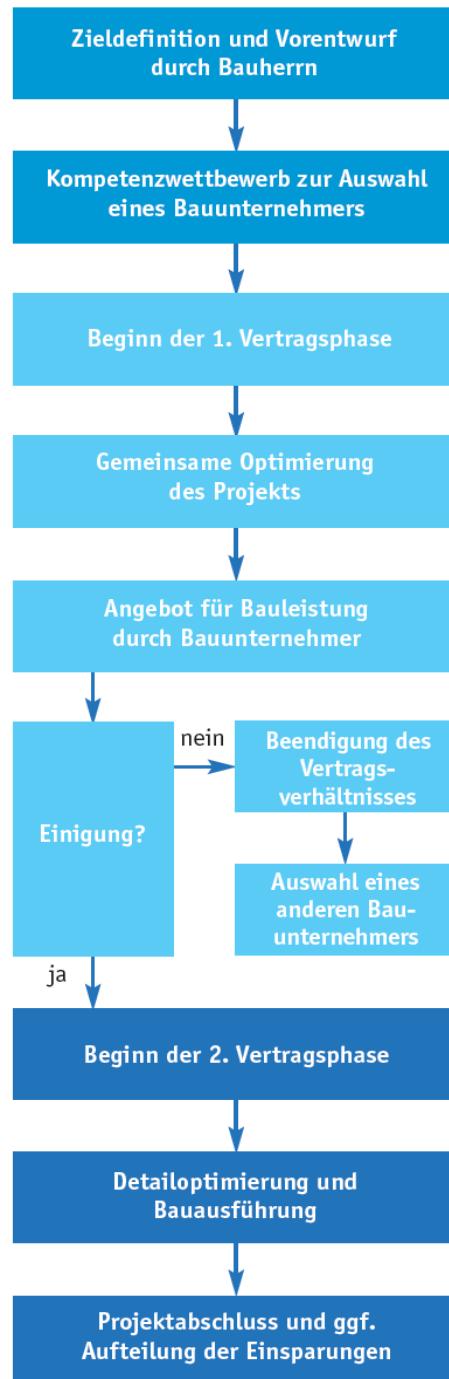 Zieldefinition und Vorentwurf
durch Bauherrn
Kompetenzwettbewerb zur Auswahl
eines Bauunternehmers
Beginn der 1. Vertragsphase
Gemeinsame Optimierung
des Projekts
Angebot für Bauleistung
durch Bauunternehmer
Einigung?
nein
Beendigung des
Vertrags-
verhältnisses
Auswahl eines
anderen Bau-
unternehmers
ja
Beginn der 2. Vertragsphase
Detailoptimierung und
Bauausführung
Projektabschluss und ggf.
Aufteilung der Einsparungen